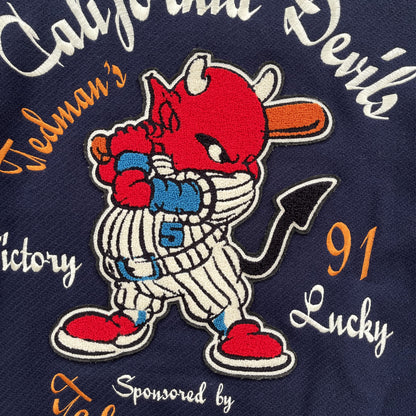 California Devils
Tedman's
5
Victory
91
Lucky
Sponsored by